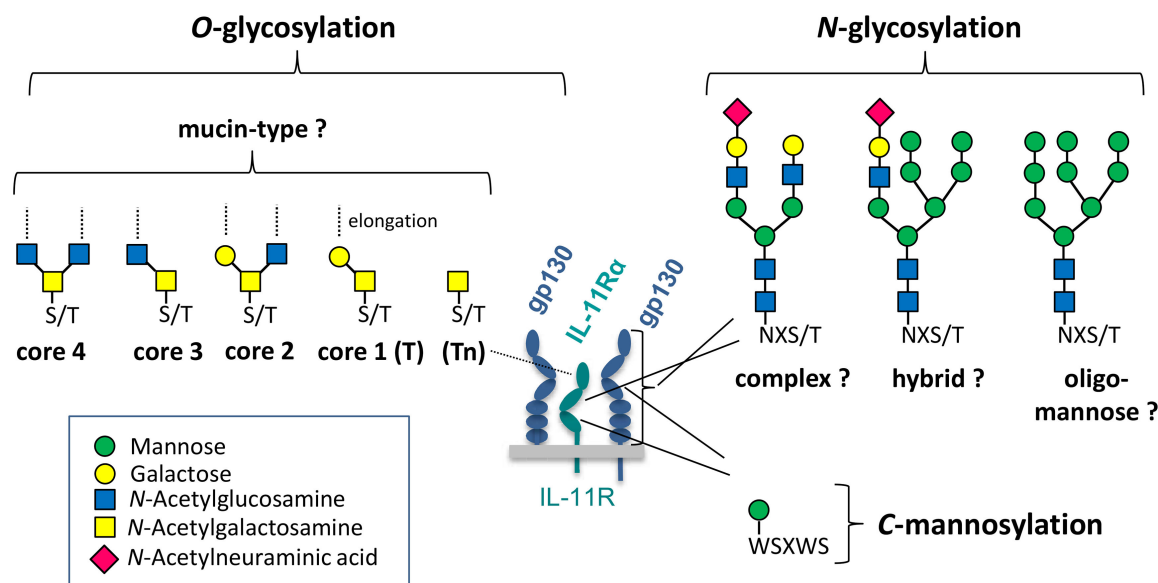 O-glycosylation
N-glycosylation
mucin-type ?
elongation
S/T
S/T
S/T
S/T
S/T
core 4
core 3
core 2
core 1 (T)
(Tn)
gp130
IL-11Rα
gp130
IL-11R
NXS/T
NXS/T
NXS/T
complex ?
hybrid ?
oligo-
mannose ?
Mannose
Galactose
N-Acetylglucosamine
N-Acetylgalactosamine
N-Acetylneuraminic acid
WSXWS
C-mannosylation